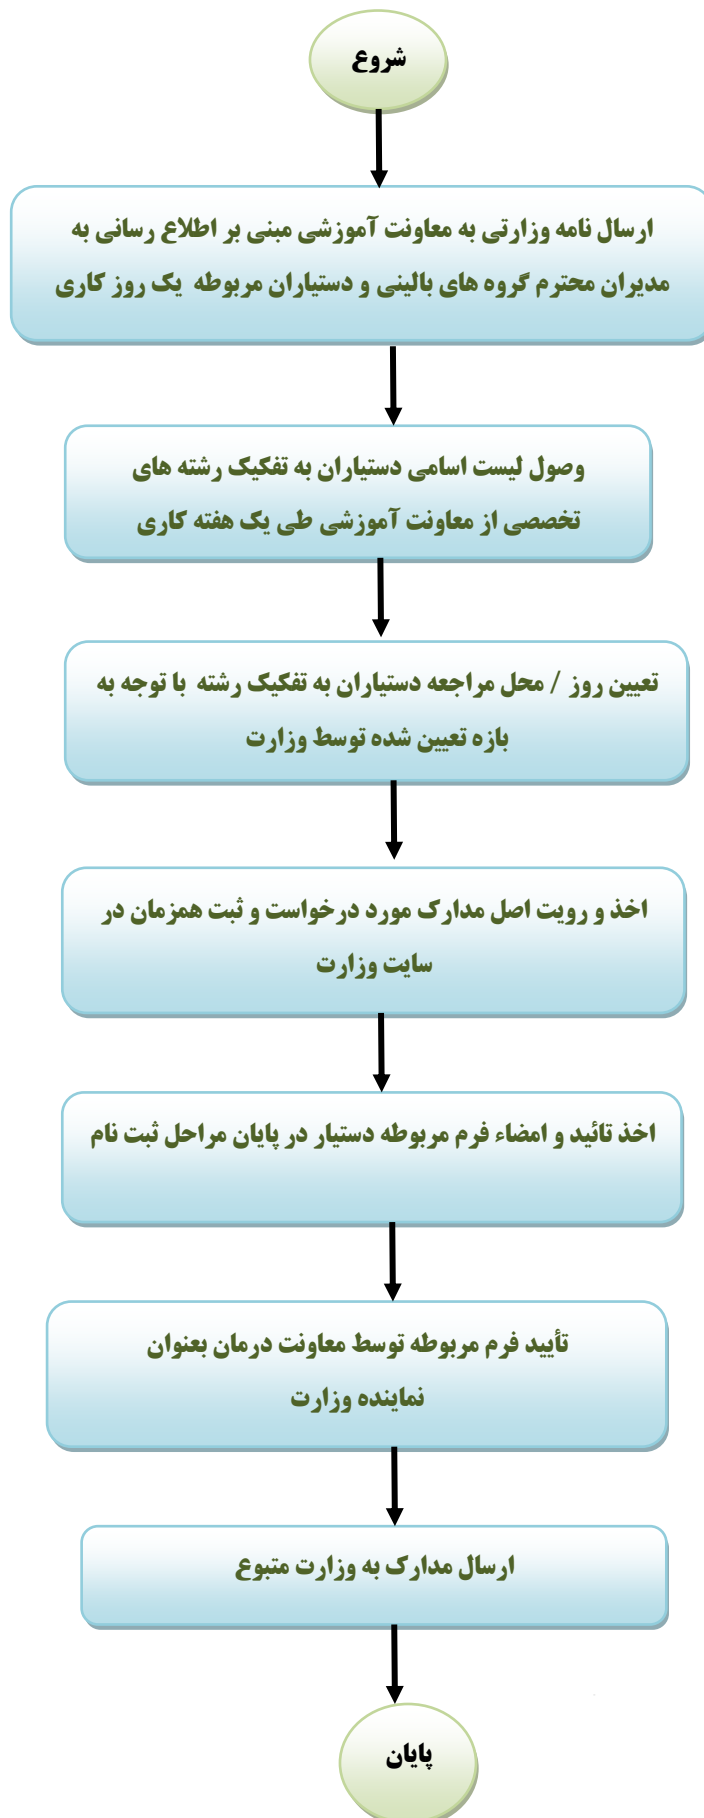 شروع
ارسال نامه وزارتی به معاونت آموزشی مبنی بر اطلاع رسانی به
مدیران محترم گروه های بالینی و دستیاران مربوطه یک روز کاری
وصول لیست اسامی دستیاران به تفکیک رشته های
تخصصی از معاونت آموزشی طی یک هفته کاری
تعیین روز / محل مراجعه دستیاران به تفکیک رشته با توجه به
بازه تعیین شده توسط وزارت
اخذ و رویت اصل مدارک مورد درخواست و ثبت همزمان در
سایت وزارت
اخذ تائید و امضاء فرم مربوطه دستیار در پایان مراحل ثبت نام
تأیید فرم مربوطه توسط معاونت درمان بعنوان
نماینده وزارت
ارسال مدارک به وزارت متبوع
پایان